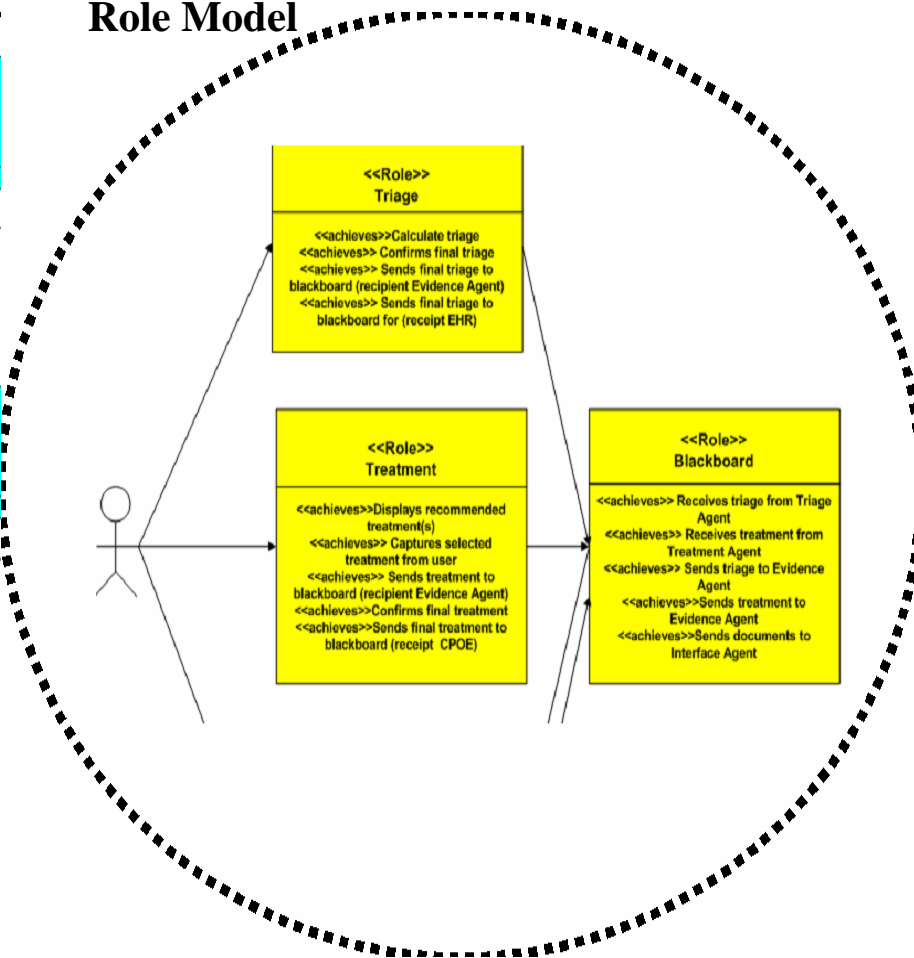 Role Model
<<Role>>
Triage
<<achieves>>Calculate triage
<<achieves>> Confirms final triage
<<achieves>> Sends final triage to
blackboard (recipient Evidence Agent)
<<achieves>> Sends final triage to
blackboard for (receipt EHR)
<<Role>>
Treatment
<<achieves>>Displays recommended
treatment(s)
<<achieves>> Captures selected
treatment from user
<<achieves>> Sends treatment to
blackboard (recipient Evidence Agent)
<<achieves>>Confirms final treatment
<<achieves>>Sends final treatment to
blackboard (receipt CPOE)
<<Role>>
Blackboard
<<achieves>> Receives triage from Triage
Agent
<<achieves>> Receives treatment from
Treatment Agent
<<achieves>> Sends triage to Evidence
Agent
<<achieves>>Sends treatment to
Evidence Agent
<<achieves>>Sends documents to
Interface Agent